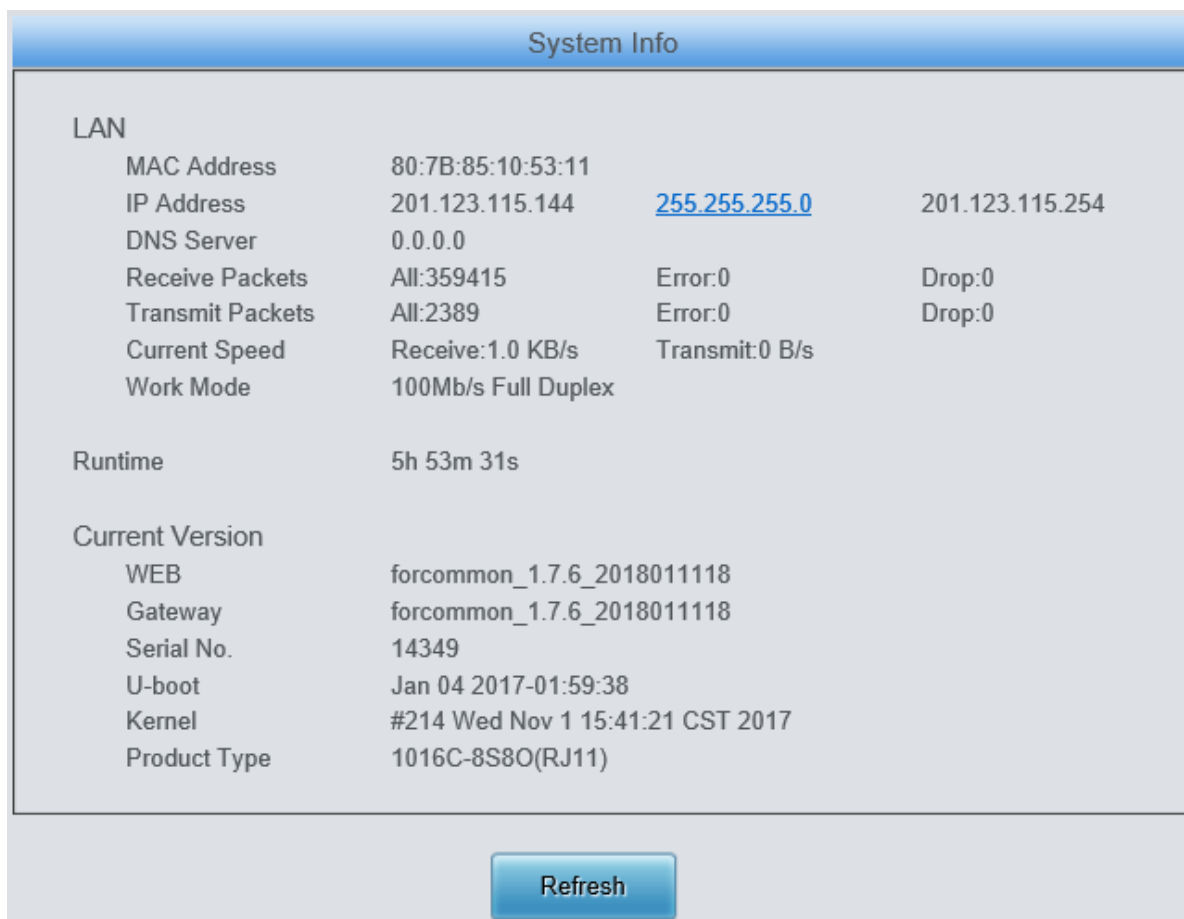 System Info
LAN
MAC Address 80:7B:85:10:53:11
IP Address 201.123.115.144 255.255.255.0 201.123.115.254
DNS Server 0.0.0.0
Receive Packets All:359415 Error:0 Drop:0
Transmit Packets All:2389 Error:0 Drop:0
Current Speed Receive:1.0 KB/s Transmit:0 B/s
Work Mode 100Mb/s Full Duplex
Runtime 5h 53m 31s
Current Version
WEB forcommon_1.7.6_2018011118
Gateway forcommon_1.7.6_2018011118
Serial No. 14349
U-boot Jan 04 2017-01:59:38
Kernel #214 Wed Nov 1 15:41:21 CST 2017
Product Type 1016C-8S8O(RJ11)
Refresh